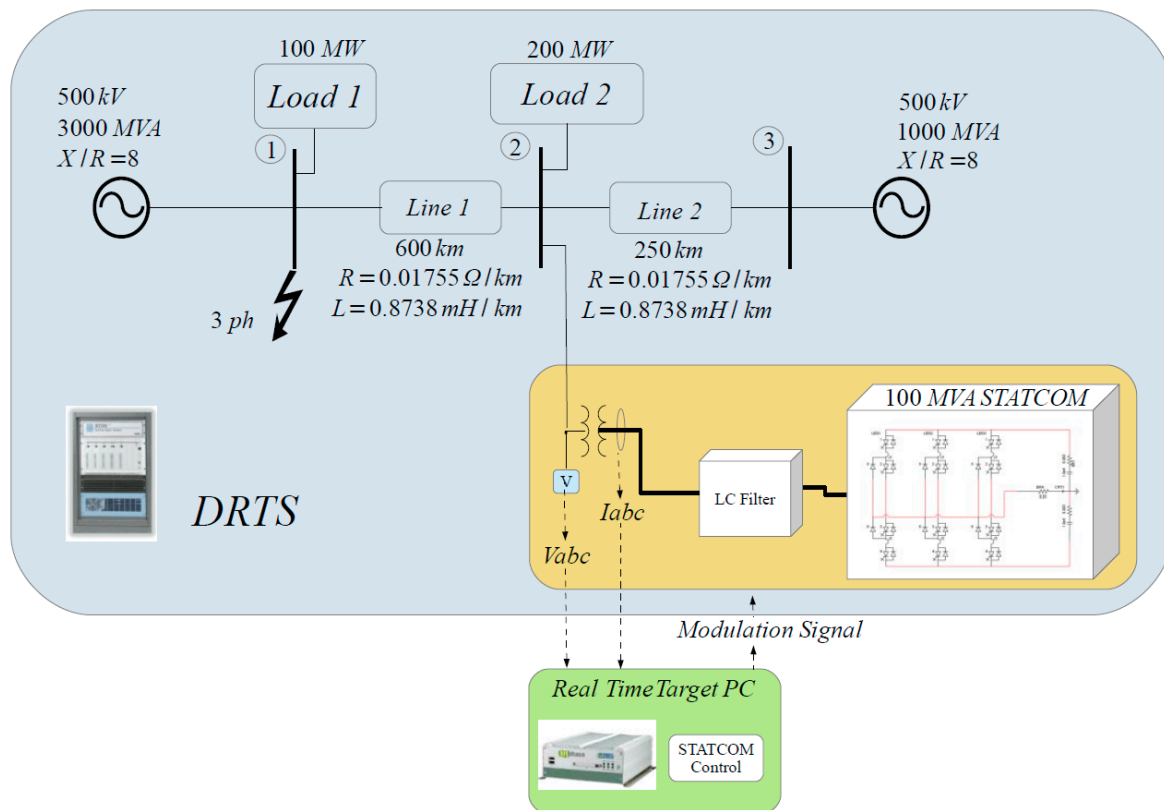 100 MW
Load 1
200 MW
Load 2
500 kV
3000 MVA
X / R = 8
500 kV
1000 MVA
X / R = 8
1
2
3
Line 1
Line 2
600 km
R = 0.01755 Ω / km
L = 0.8738 mH / km
250 km
R = 0.01755 Ω / km
L = 0.8738 mH / km
3 ph
DRTS
100 MVA STATCOM
V
LC Filter
Iabc
Vabc
Modulation Signal
Real Time Target PC
STATCOM
Control